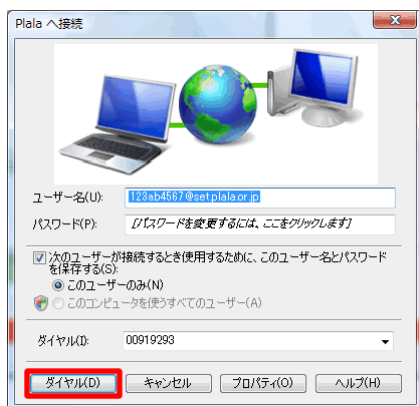 Plala へ接続
ユーザー名(U):
123ab4567@set.plala.or.jp
パスワード(P):
[パスワードを変更するには、ここをクリックします]
次のユーザーが接続するとき使用するために、このユーザー名とパスワード
を保存する(S):
このユーザーのみ(N)
このコンピュータを使うすべてのユーザー(A)
ダイヤル(I):
00919293
ダイヤル(D)
キャンセル
プロパティ(O)
ヘルプ(H)